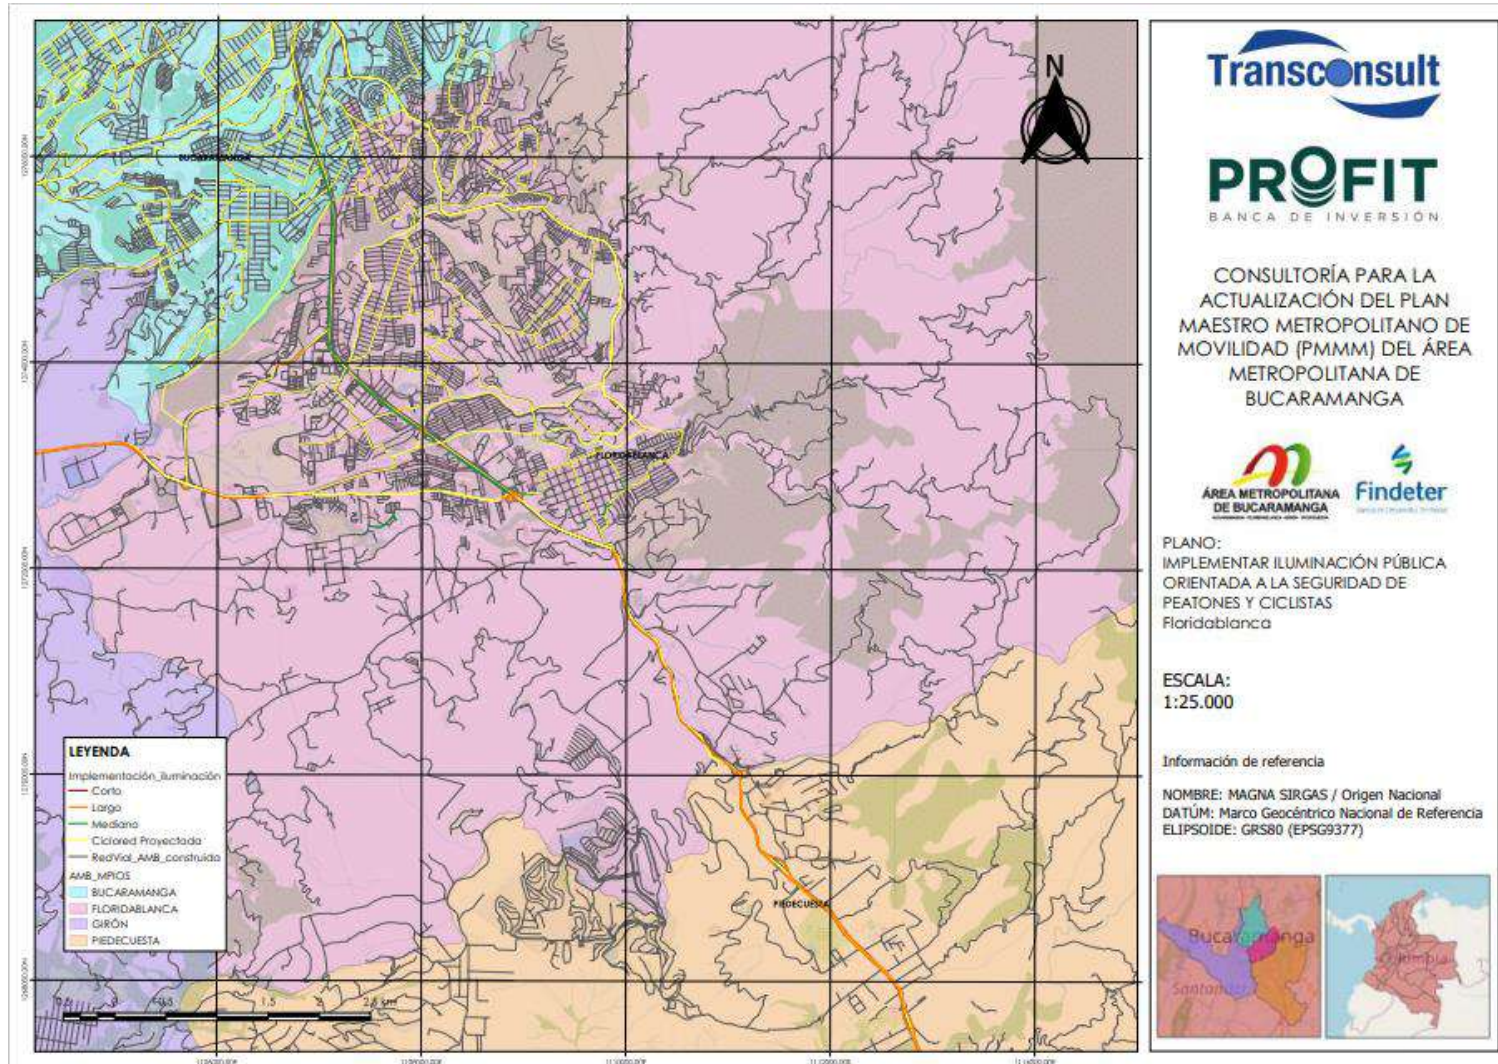 N
BUCARAMANGA
FLORIDABLANCA
PIEDECUESTA
LEYENDA
Implementación_iluminación
Corto
Largo
Mediano
Ciclored Proyectada
RedVial_AMB_construida
AMB_MPIOS
BUCARAMANGA
FLORIDABLANCA
GIRÓN
PIEDECUESTA
Transconsult
PROFIT
BANCA DE INVERSIÓN
CONSULTORÍA PARA LA
ACTUALIZACIÓN DEL PLAN
MAESTRO METROPOLITANO DE
MOVILIDAD (PMMM) DEL ÁREA
METROPOLITANA DE
BUCARAMANGA
ÁREA METROPOLITANA
DE BUCARAMANGA
Findeter
PLANO:
IMPLEMENTAR ILUMINACIÓN PÚBLICA
ORIENTADA A LA SEGURIDAD DE
PEATONES Y CICLISTAS
Floridablanca
ESCALA:
1:25.000
Información de referencia
NOMBRE: MAGNA SIRGAS / Origen Nacional
DATÚM: Marco Geocéntrico Nacional de Referencia
ELIPSOIDE: GRS80 (EPSG9377)
Bucaramanga
Santander
Colombia